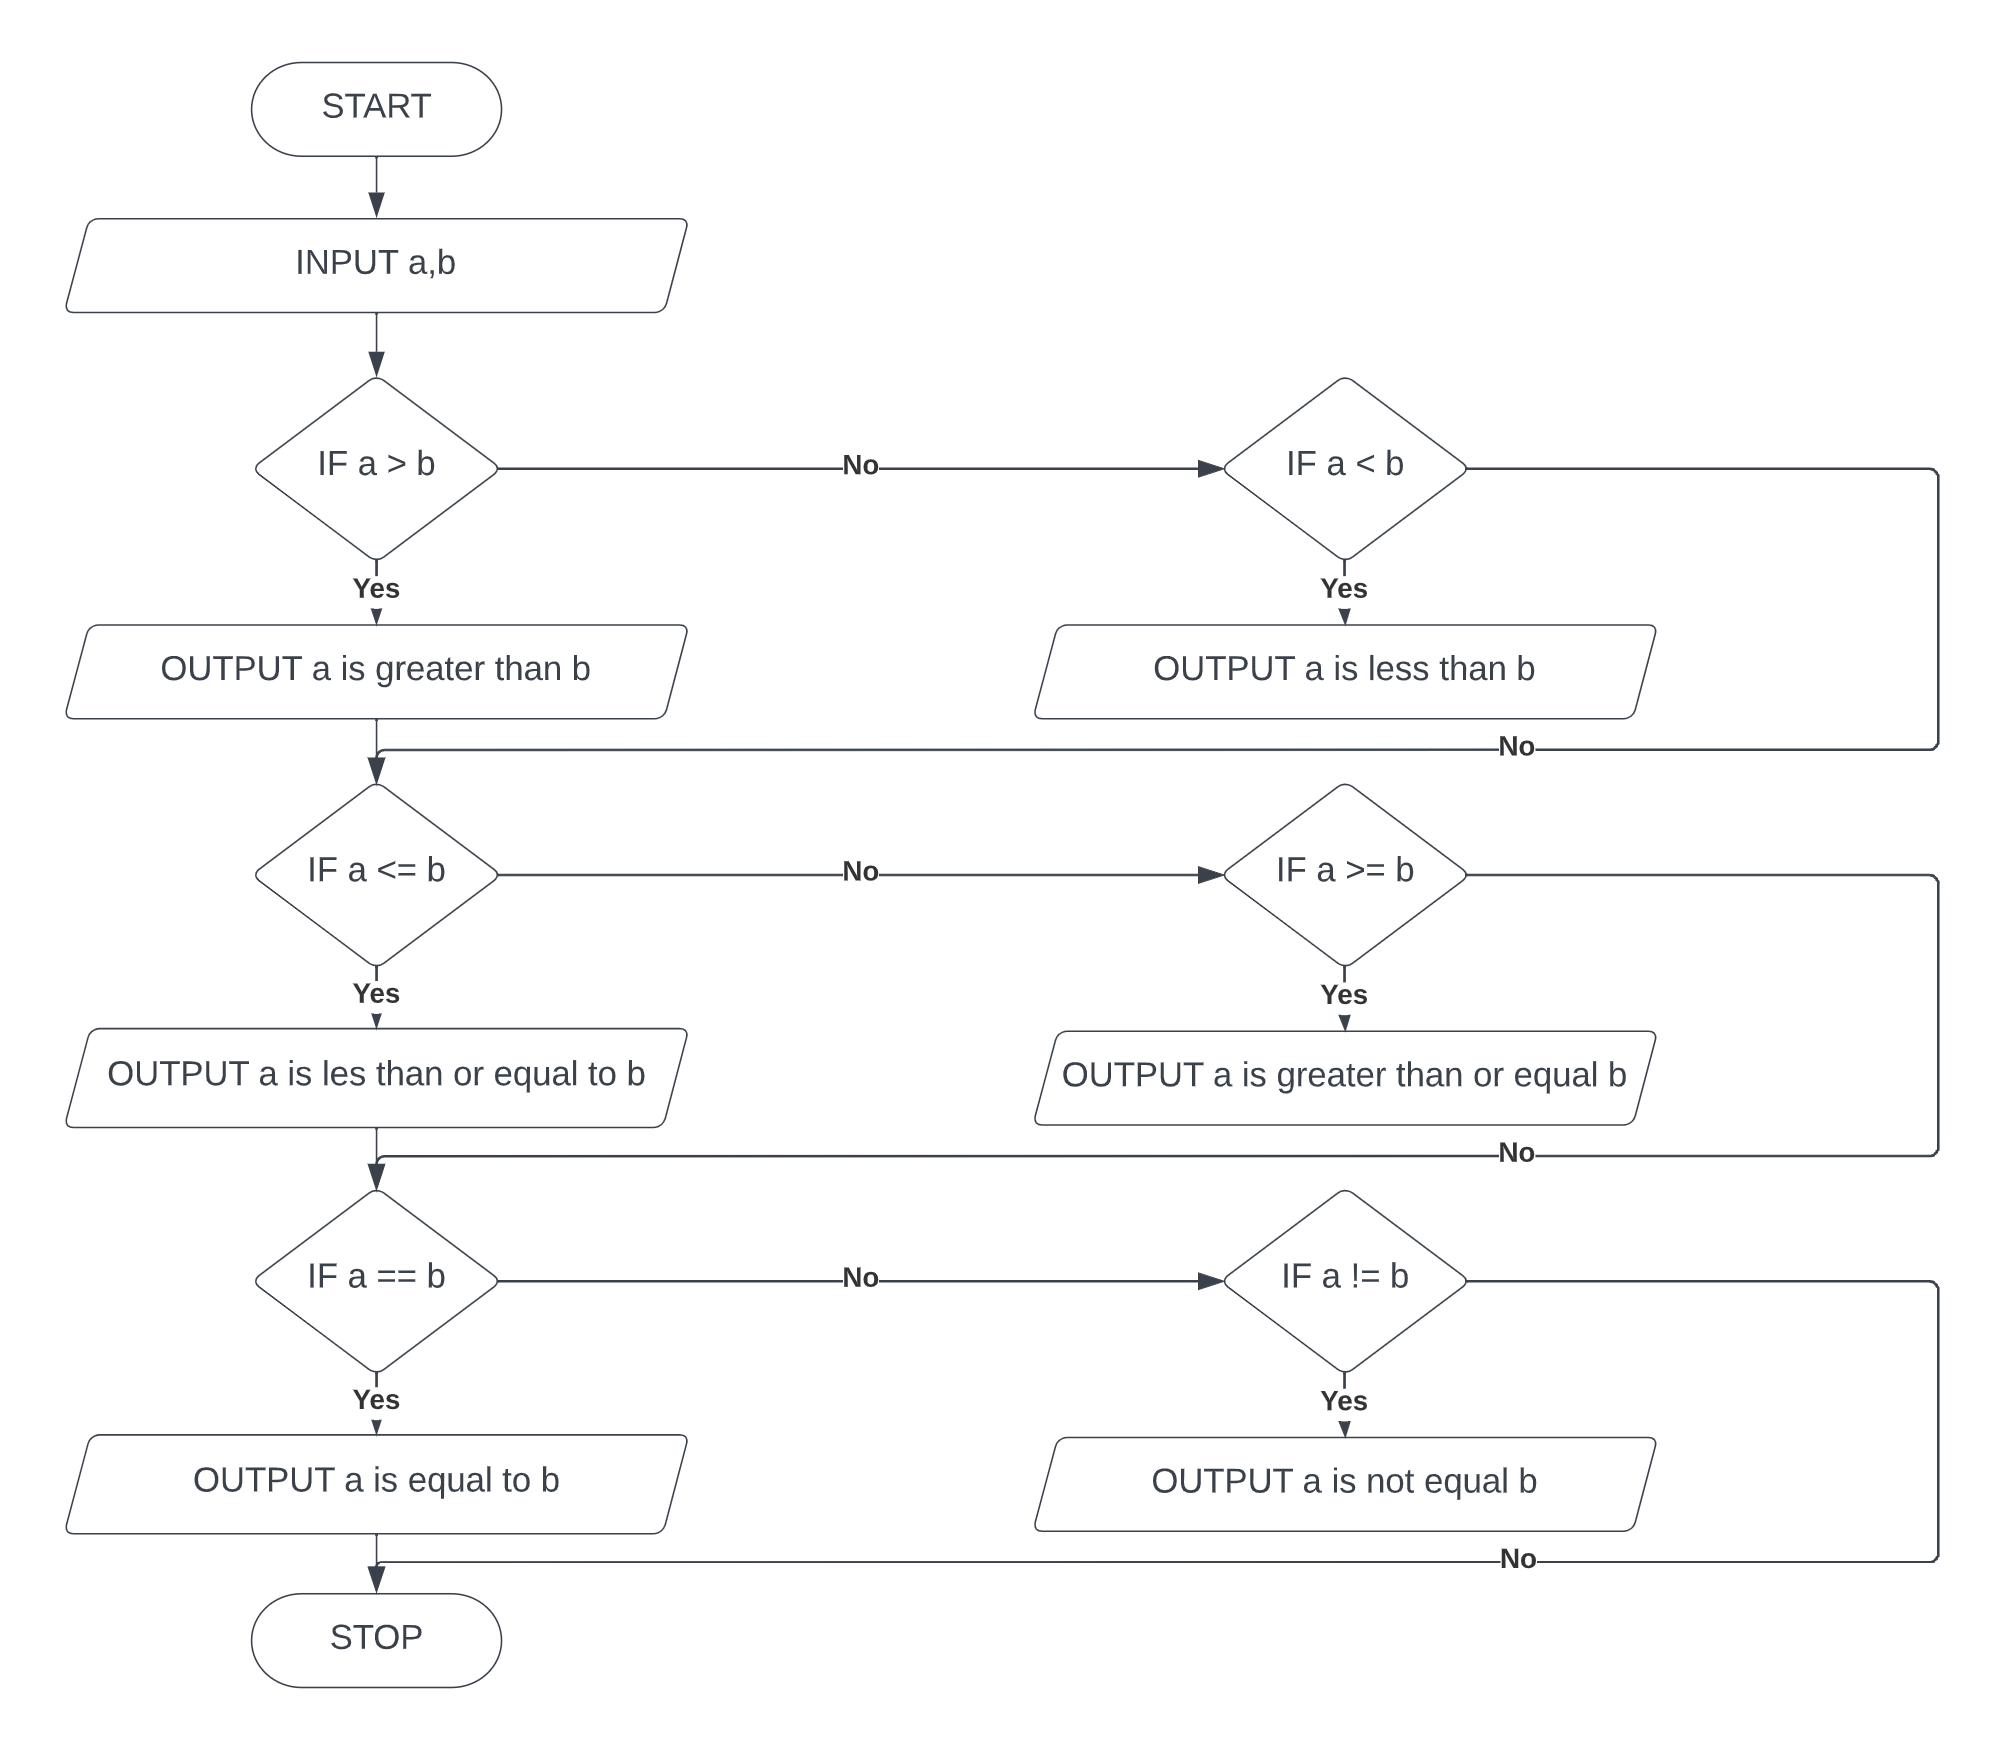 START
INPUT a,b
IF a > b
No
IF a < b
Yes
Yes
OUTPUT a is greater than b
OUTPUT a is less than b
No
IF a <= b
No
IF a >= b
Yes
Yes
OUTPUT a is les than or equal to b
OUTPUT a is greater than or equal b
No
IF a == b
No
IF a != b
Yes
Yes
OUTPUT a is equal to b
OUTPUT a is not equal b
No
STOP